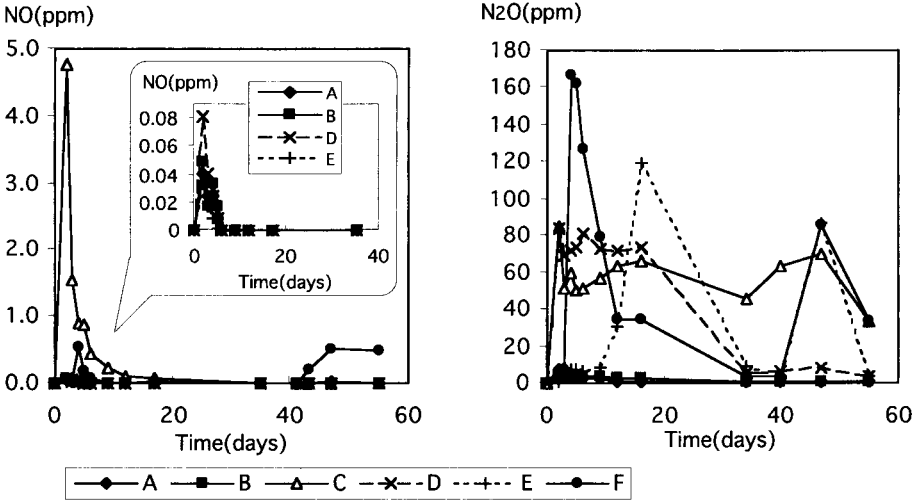 NO(ppm)
5.0
4.0
3.0
2.0
1.0
0.0
0 20 40 60
Time(days)
NO(ppm)
0.08
0.06
0.04
0.02
0
0 20 40
Time(days)
A
B
D
E
N2O(ppm)
180
160
140
120
100
80
60
40
20
0
0 20 40 60
Time(days)
A B C D E F